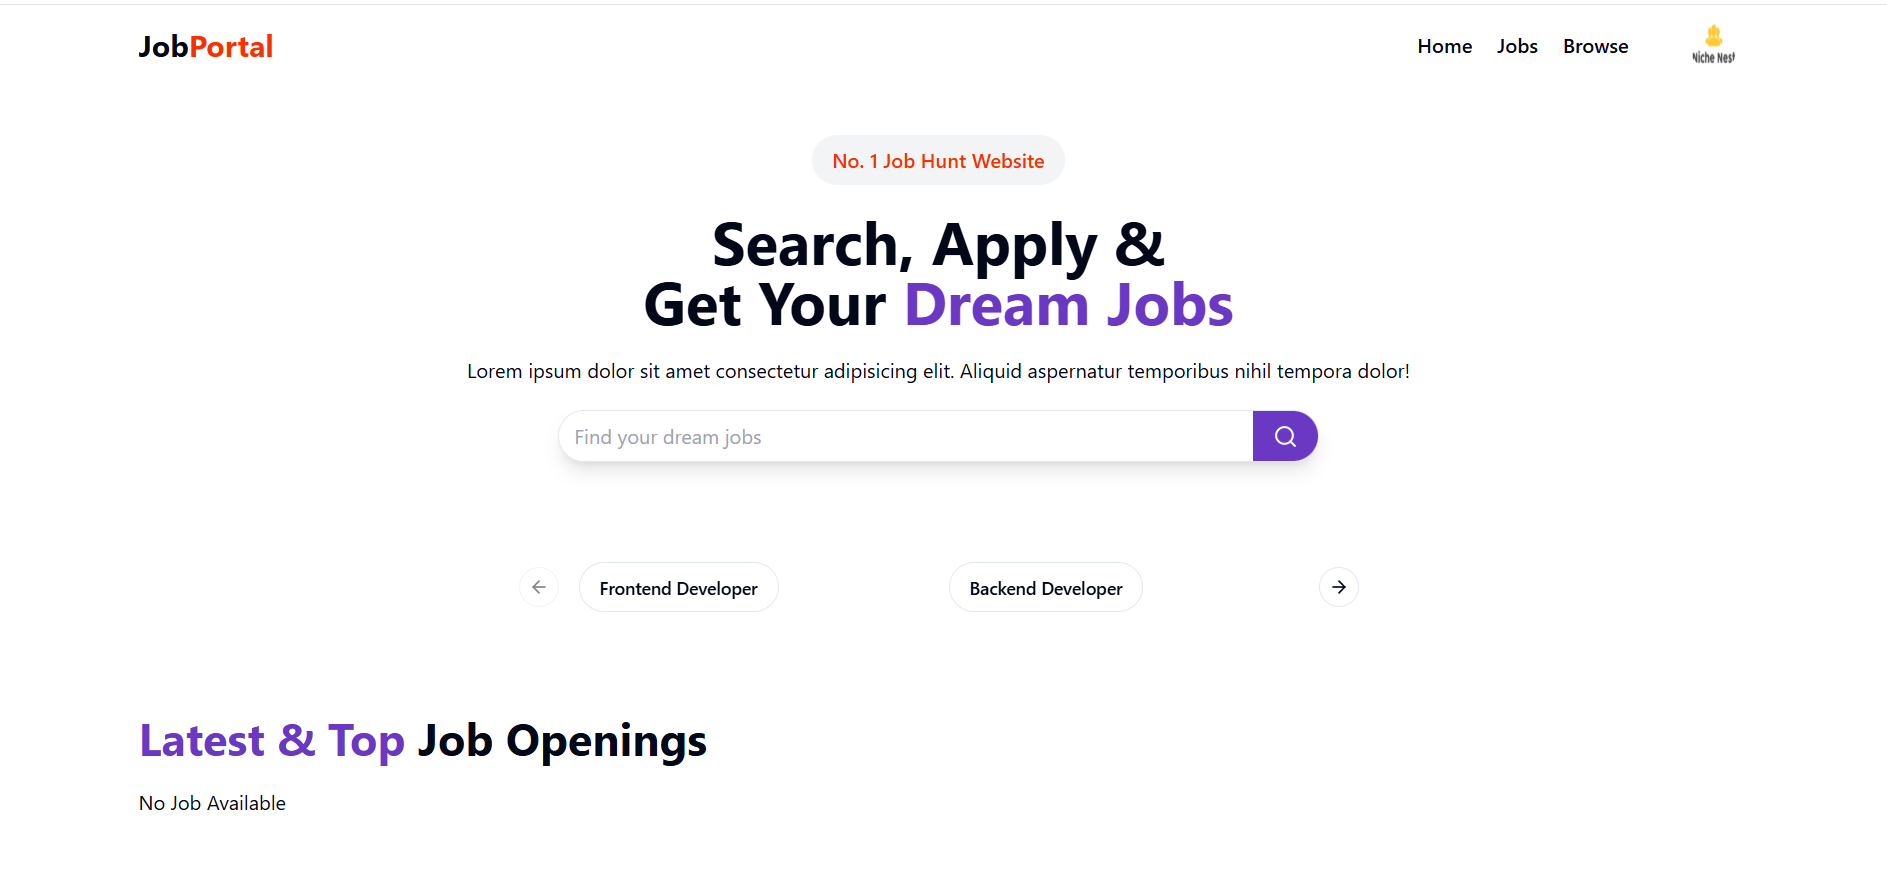 JobPortal
Home Jobs Browse
Niche Nest
No. 1 Job Hunt Website
Search, Apply &
Get Your Dream Jobs
Lorem ipsum dolor sit amet consectetur adipisicing elit. Aliquid aspernatur temporibus nihil tempora dolor!
Find your dream jobs
Frontend Developer
Backend Developer
Latest & Top Job Openings
No Job Available